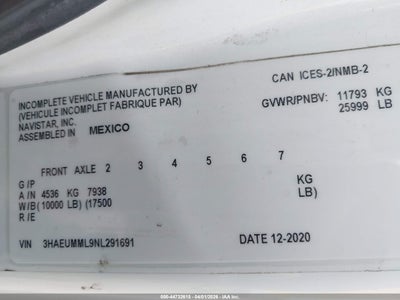 INCOMPLETE VEHICLE MANUFACTURED BY
(VEHICULE INCOMPLET FABRIQUE PAR)
NAVISTAR, INC.
ASSEMBLED IN MEXICO
CAN ICES-2/NMB-2
GVWR/PNBV: 11793 KG
25999 LB
FRONT AXLE 2 3 4 5 6 7
G/P
A/N 4536 KG 7938 KG
W/B (10000 LB) (17500 LB)
R/E
VIN 3HAEUMML9NL291691
DATE 12-2020